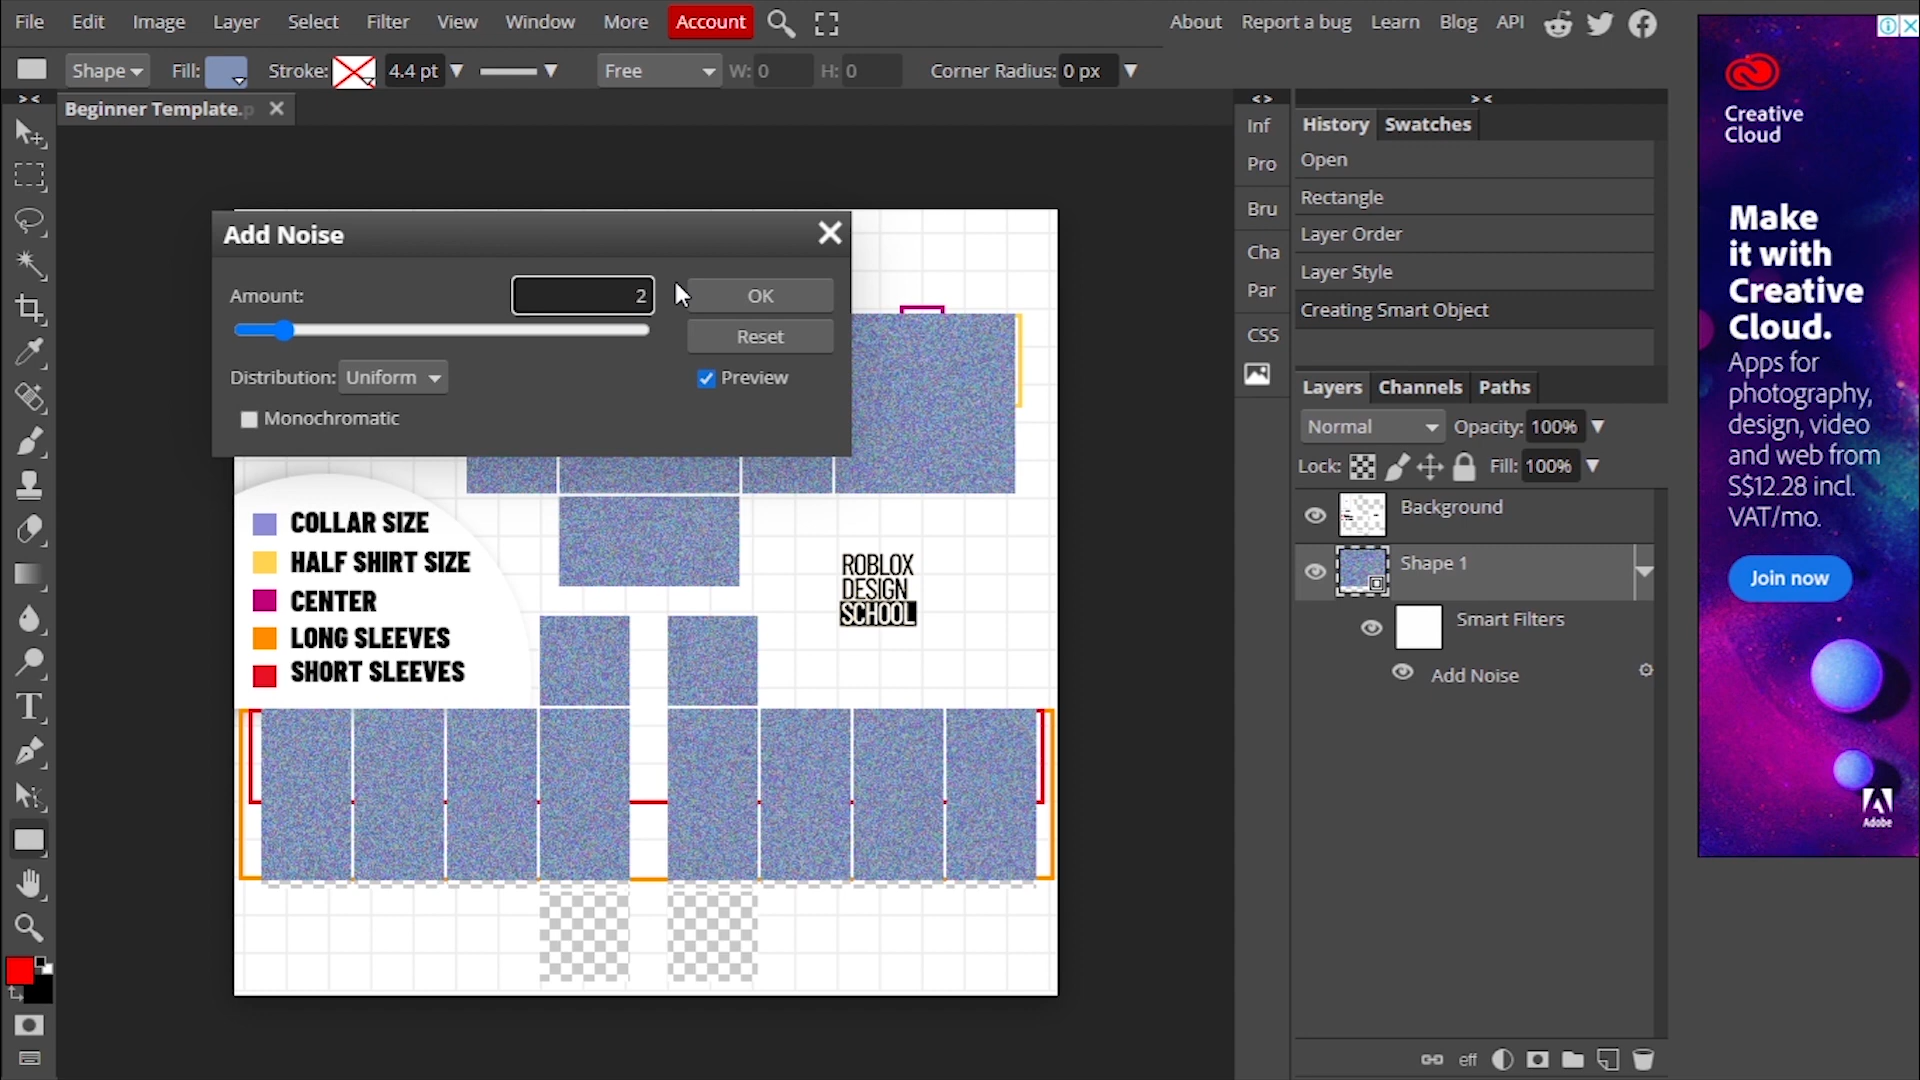 File Edit Image Layer Select Filter View Window More Account About Report a bug Learn Blog API
Shape Fill: Stroke: 4.4 pt Free W: 0 H: 0 Corner Radius: 0 px
> < < > > <
Beginner Template.p
Add Noise
Amount: 2 OK
Reset
Distribution: Uniform Preview
Monochromatic
COLLAR SIZE
HALF SHIRT SIZE
CENTER
LONG SLEEVES
SHORT SLEEVES
ROBLOX
DESIGN
SCHOOL
Inf
Pro
Bru
Cha
Par
CSS
History Swatches
Open
Rectangle
Layer Order
Layer Style
Creating Smart Object
Layers Channels Paths
Normal Opacity: 100%
Lock: Fill: 100%
Background
Shape 1
Smart Filters
Add Noise
eff
Creative
Cloud
Make
it with
Creative
Cloud.
Apps for
photography,
design, video
and web from
S$12.28 incl.
VAT/mo.
Join now
Adobe